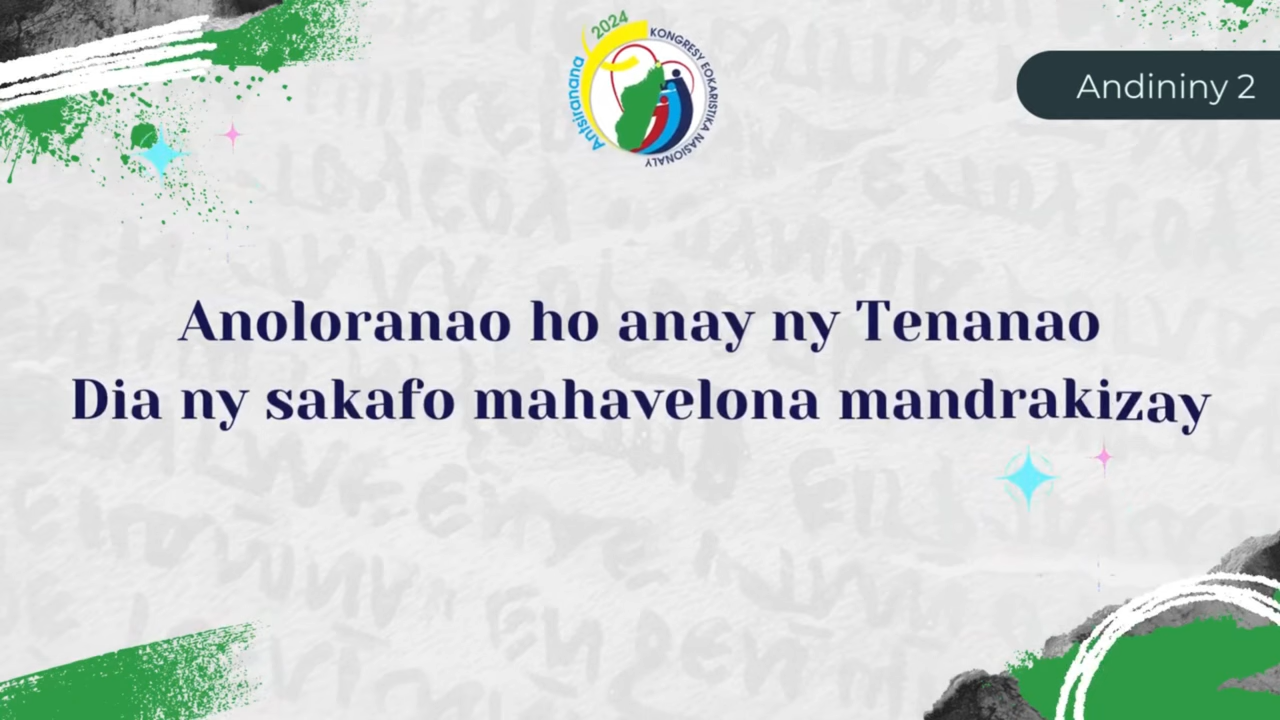 2024
Antsiranana
KONGRESY EOKARISTIKA NASIONALY
Andininy 2
Anoloranao ho anay ny Tenanao
Dia ny sakafo mahavelona mandrakizay